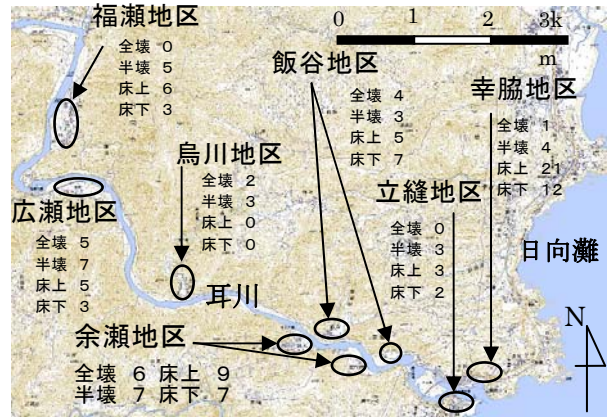 福瀬地区
全壊 0
半壊 5
床上 6
床下 3
0 1 2 3k
m
飯谷地区
全壊 4
半壊 3
床上 5
床下 7
幸脇地区
全壊 1
半壊 4
床上 21
床下 12
烏川地区
全壊 2
半壊 3
床上 0
床下 0
広瀬地区
全壊 5
半壊 7
床上 5
床下 3
立縫地区
全壊 0
半壊 3
床上 3
床下 2
日向灘
耳川
余瀬地区
全壊 6 床上 9
半壊 7 床下 7
N